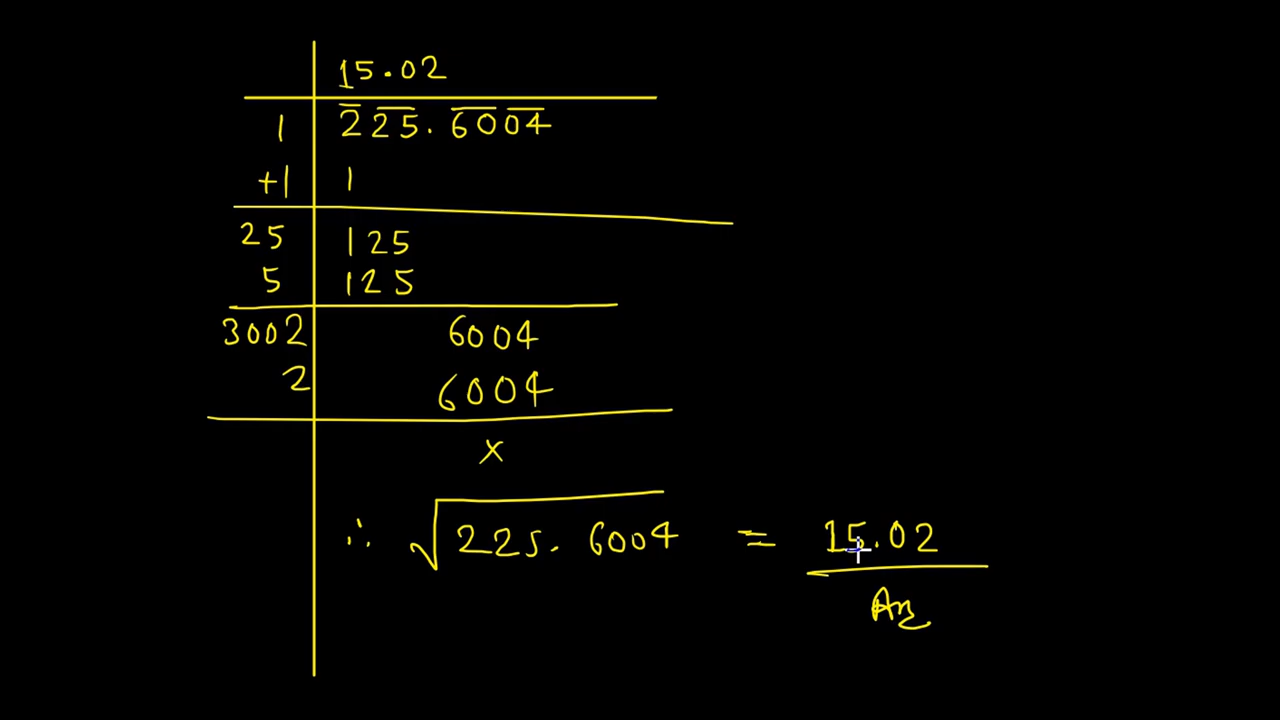 15.02
1 225.6004
+1 1
25 125
5 125
3002 6004
2 6004
x
∴ √225.6004 = 15.02
Ans